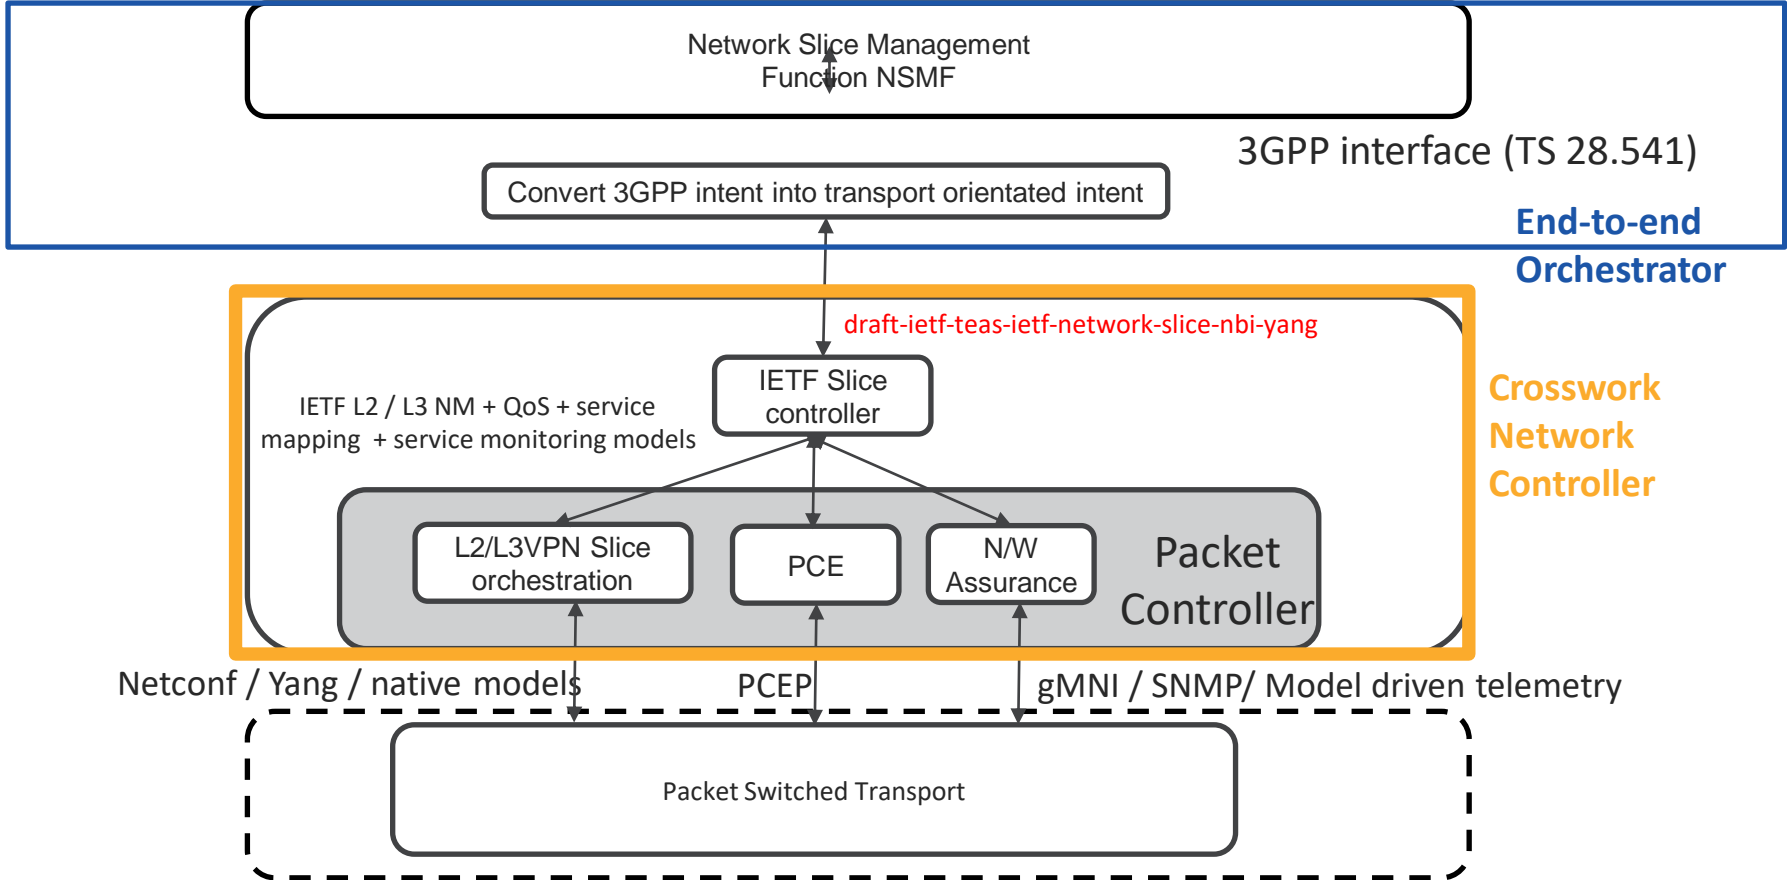 Network Slice Management
Function NSMF
3GPP interface (TS 28.541)
Convert 3GPP intent into transport orientated intent
End-to-end
Orchestrator
draft-ietf-teas-ietf-network-slice-nbi-yang
IETF Slice
controller
IETF L2 / L3 NM + QoS + service
mapping + service monitoring models
Crosswork
Network
Controller
L2/L3VPN Slice
orchestration
PCE
N/W
Assurance
Packet
Controller
Netconf / Yang / native models
PCEP
gMNI / SNMP/ Model driven telemetry
Packet Switched Transport